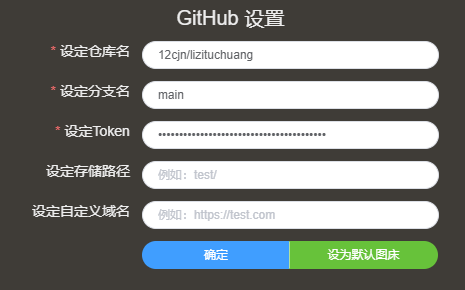 GitHub 设置
* 设定仓库名 12cjn/lizituchuang
* 设定分支名 main
* 设定Token ••••••••••••••••••••••••••••••••••••••••
设定存储路径 例如：test/
设定自定义域名 例如：https://test.com
确定 设为默认图床